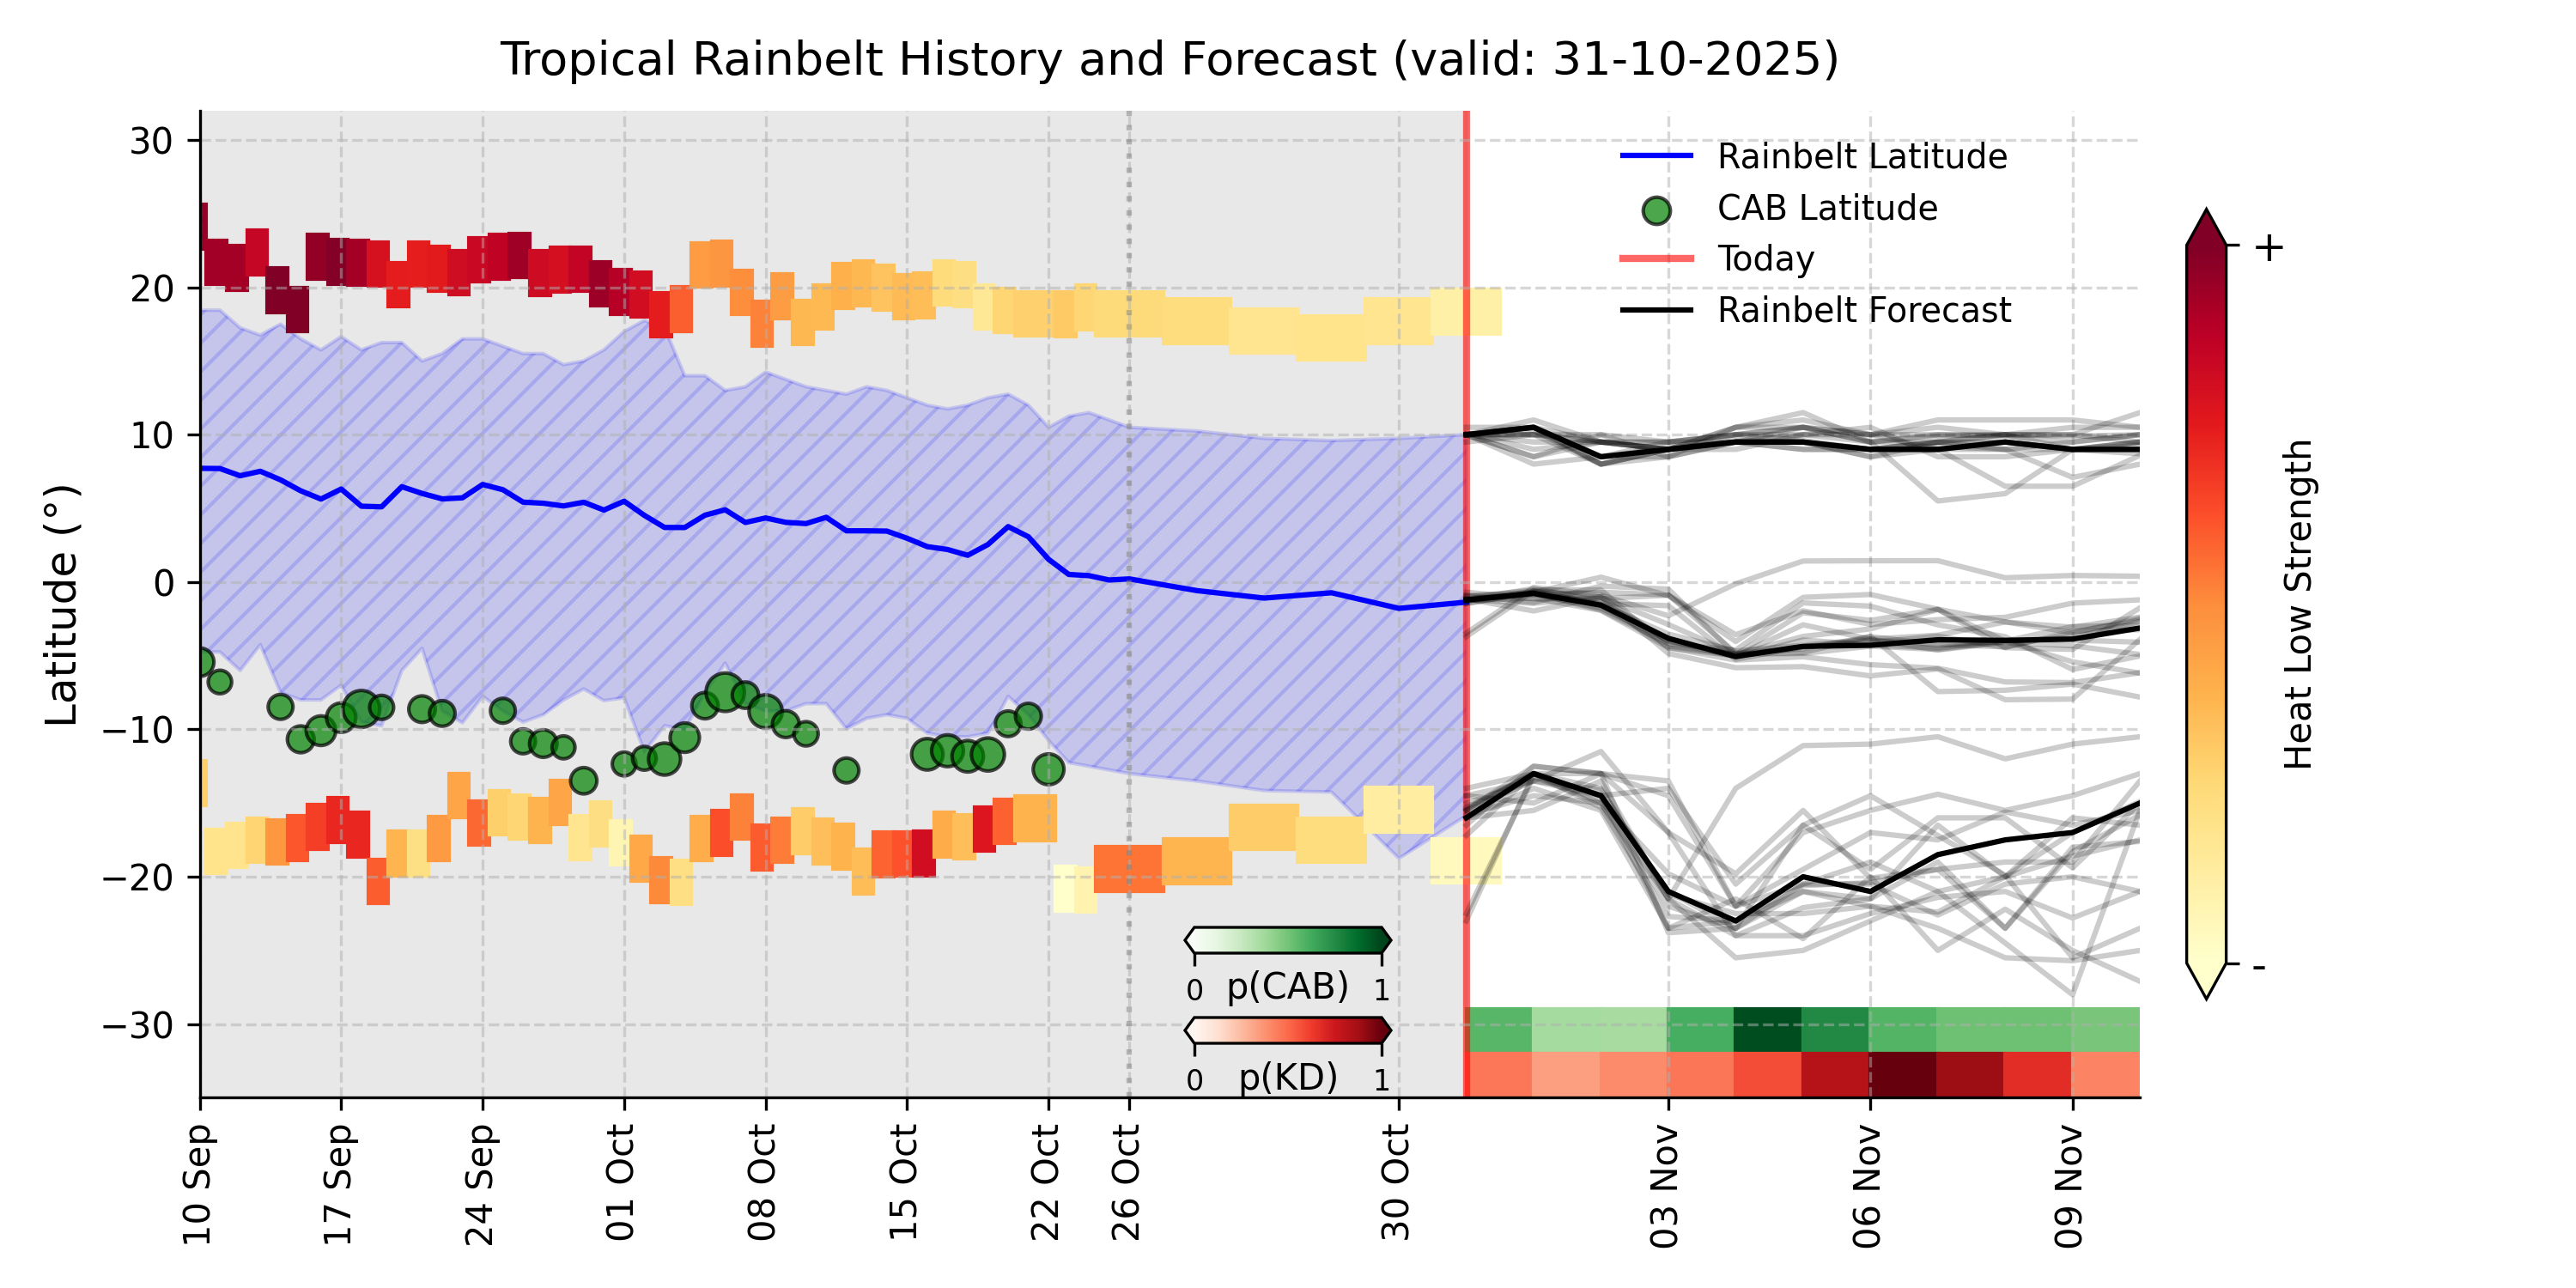 Tropical Rainbelt History and Forecast (valid: 31-10-2025)
Latitude (°)
30
20
10
0
−10
−20
−30
Rainbelt Latitude
CAB Latitude
Today
Rainbelt Forecast
0 p(CAB) 1
0 p(KD) 1
10 Sep
17 Sep
24 Sep
01 Oct
08 Oct
15 Oct
22 Oct
26 Oct
30 Oct
03 Nov
06 Nov
09 Nov
+
-
Heat Low Strength